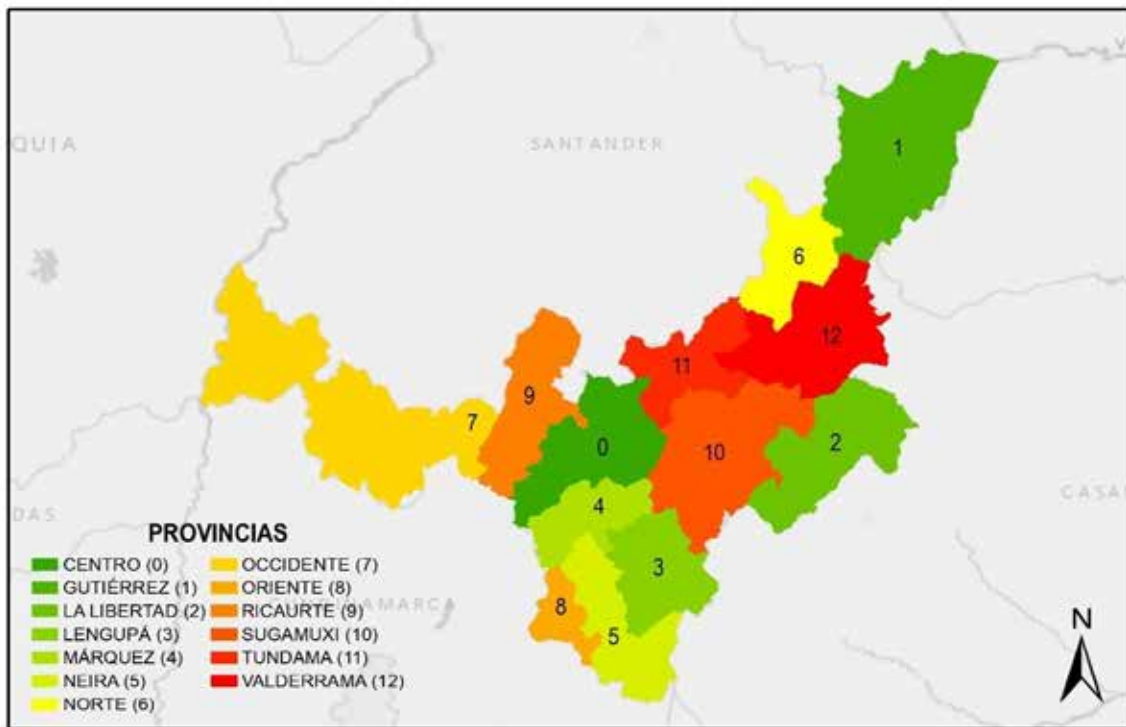 V
1
QUIA
SANTANDER
6
12
11
9
7
0
10
2
4
CASA
DAS
3
8
5
PROVINCIAS
CENTRO (0)
GUTIÉRREZ (1)
LA LIBERTAD (2)
LENGUPÁ (3)
MÁRQUEZ (4)
NEIRA (5)
NORTE (6)
OCCIDENTE (7)
ORIENTE (8)
RICAURTE (9)
SUGAMUXI (10)
TUNDAMA (11)
VALDERRAMA (12)
AMARCA
N